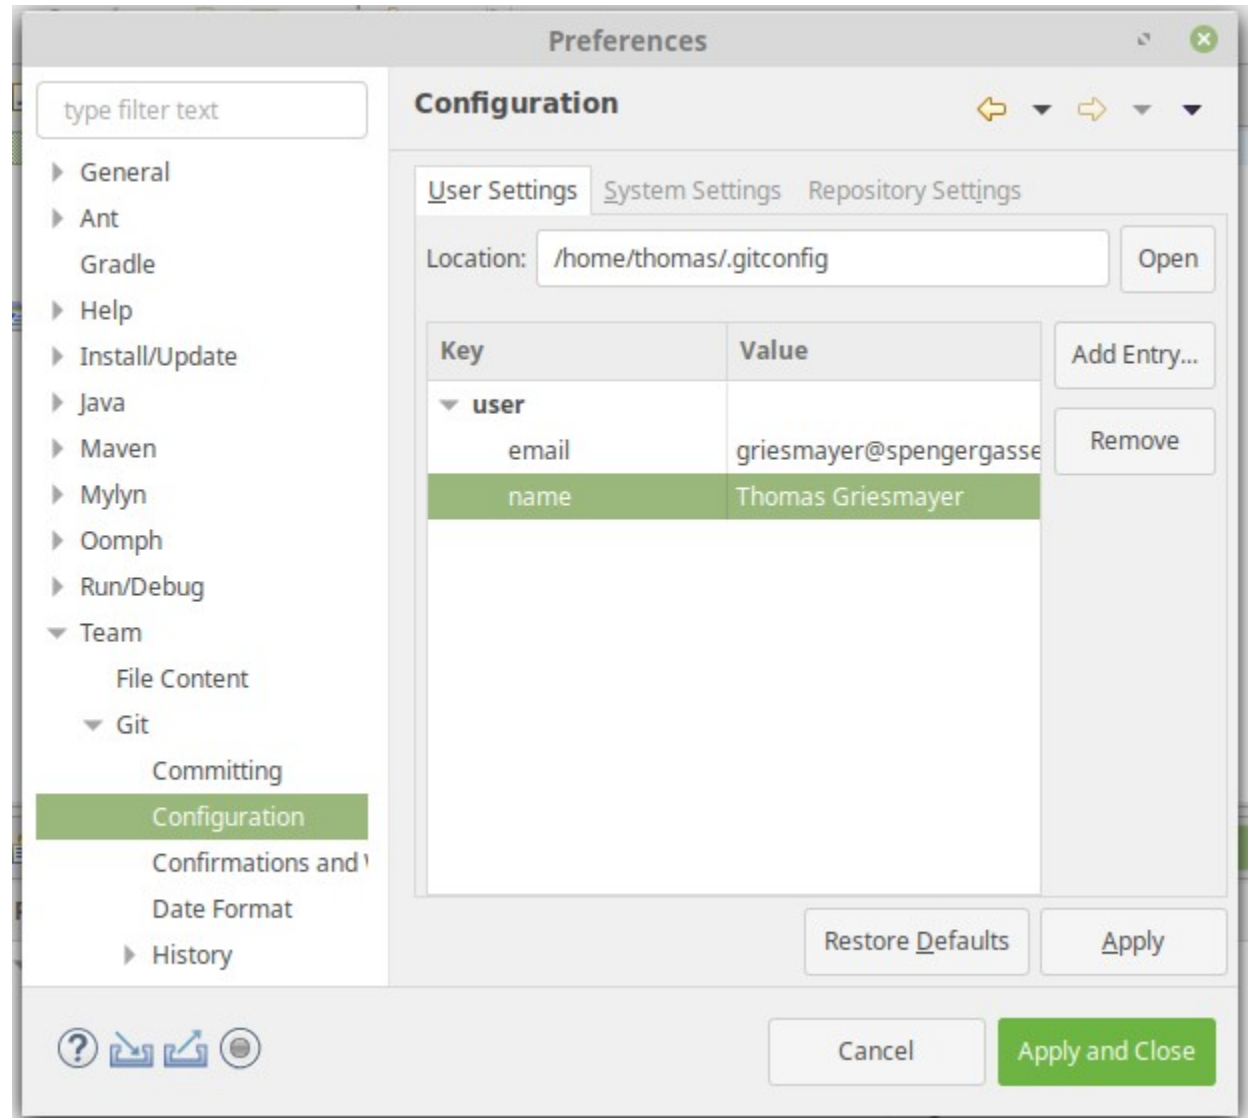 Preferences
type filter text
General
Ant
Gradle
Help
Install/Update
Java
Maven
Mylyn
Oomph
Run/Debug
Team
File Content
Git
Committing
Configuration
Confirmations and
Date Format
History
Configuration
User Settings System Settings Repository Settings
Location: /home/thomas/.gitconfig Open
Key Value
user
email griesmayer@spengergasse
name Thomas Griesmayer
Add Entry...
Remove
Restore Defaults Apply
Cancel Apply and Close